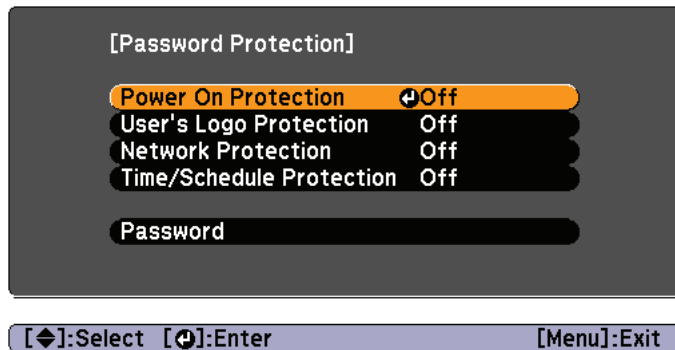 [Password Protection]
Power On Protection Off
User's Logo Protection Off
Network Protection Off
Time/Schedule Protection Off
Password
[◆]:Select [↵]:Enter [Menu]:Exit